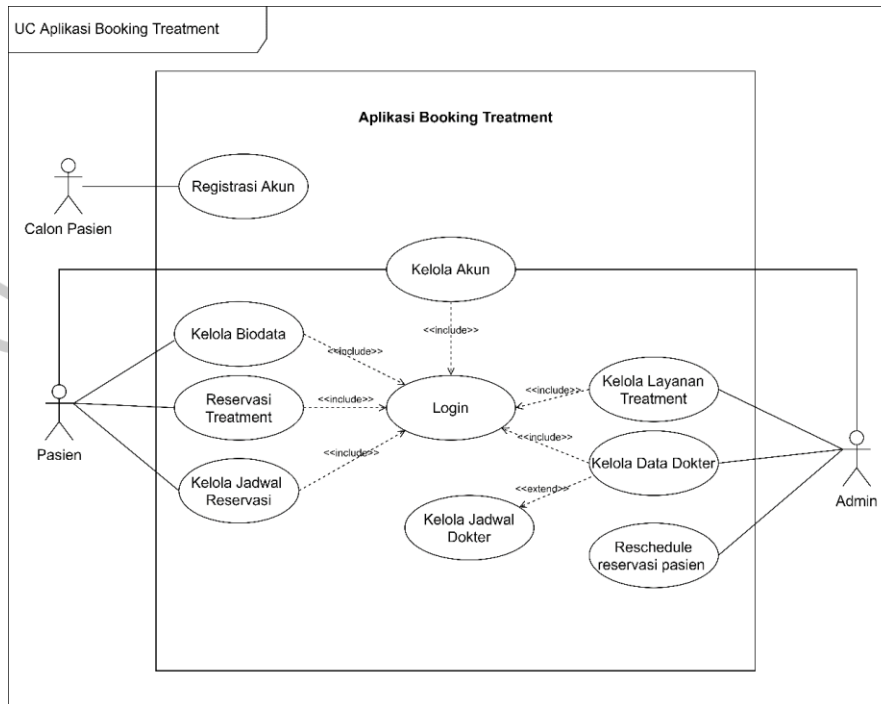 UC Aplikasi Booking Treatment
Aplikasi Booking Treatment
Registrasi Akun
Calon Pasien
Kelola Akun
<<include>>
Kelola Biodata
<<include>>
Kelola Layanan
Treatment
<<include>>
Reservasi
Treatment
<<include>>
Login
Pasien
<<include>>
<<include>>
Kelola Data Dokter
Admin
Kelola Jadwal
Reservasi
<<extend>>
Kelola Jadwal
Dokter
Reschedule
reservasi pasien